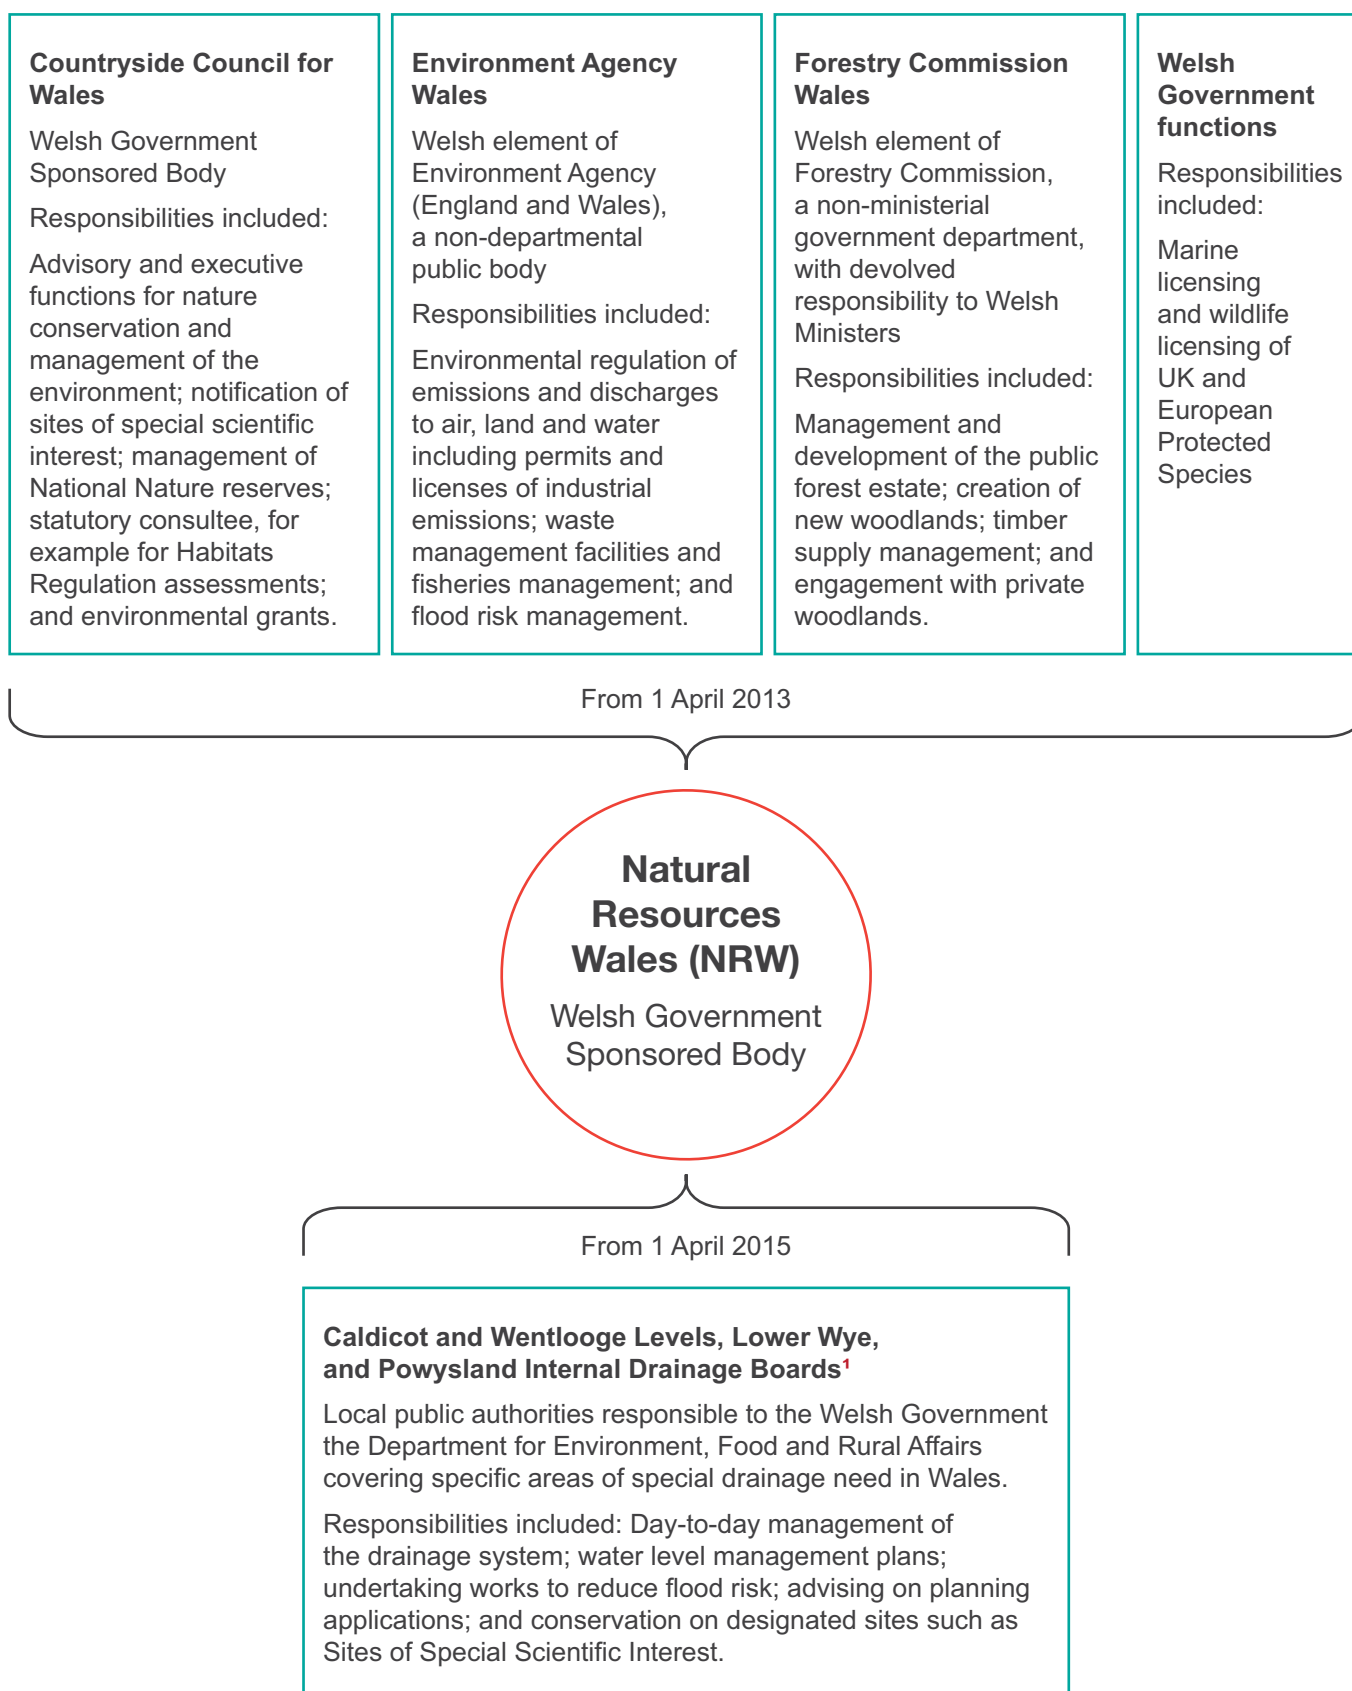 Countryside Council for
Wales
Welsh Government
Sponsored Body
Responsibilities included:
Advisory and executive
functions for nature
conservation and
management of the
environment; notification of
sites of special scientific
interest; management of
National Nature reserves;
statutory consultee, for
example for Habitats
Regulation assessments;
and environmental grants.
Environment Agency
Wales
Welsh element of
Environment Agency
(England and Wales),
a non-departmental
public body
Responsibilities included:
Environmental regulation of
emissions and discharges
to air, land and water
including permits and
licenses of industrial
emissions; waste
management facilities and
fisheries management; and
flood risk management.
Forestry Commission
Wales
Welsh element of
Forestry Commission,
a non-ministerial
government department,
with devolved
responsibility to Welsh
Ministers
Responsibilities included:
Management and
development of the public
forest estate; creation of
new woodlands; timber
supply management; and
engagement with private
woodlands.
Welsh
Government
functions
Responsibilities
included:
Marine
licensing
and wildlife
licensing of
UK and
European
Protected
Species
From 1 April 2013
Natural
Resources
Wales (NRW)
Welsh Government
Sponsored Body
From 1 April 2015
Caldicot and Wentlooge Levels, Lower Wye,
and Powysland Internal Drainage Boards¹
Local public authorities responsible to the Welsh Government
the Department for Environment, Food and Rural Affairs
covering specific areas of special drainage need in Wales.
Responsibilities included: Day-to-day management of
the drainage system; water level management plans;
undertaking works to reduce flood risk; advising on planning
applications; and conservation on designated sites such as
Sites of Special Scientific Interest.